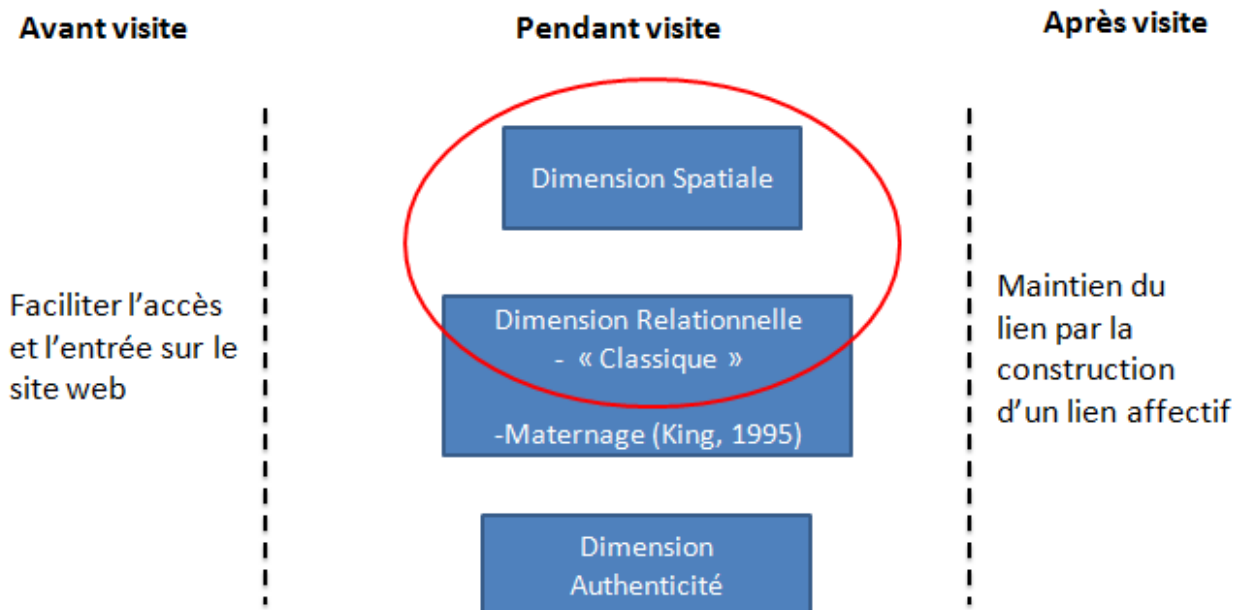 Avant visite
Pendant visite
Après visite
Faciliter l’accès
et l’entrée sur le
site web
Dimension Spatiale
Dimension Relationnelle
- « Classique »
-Maternage (King, 1995)
Dimension
Authenticité
Maintien du
lien par la
construction
d’un lien affectif